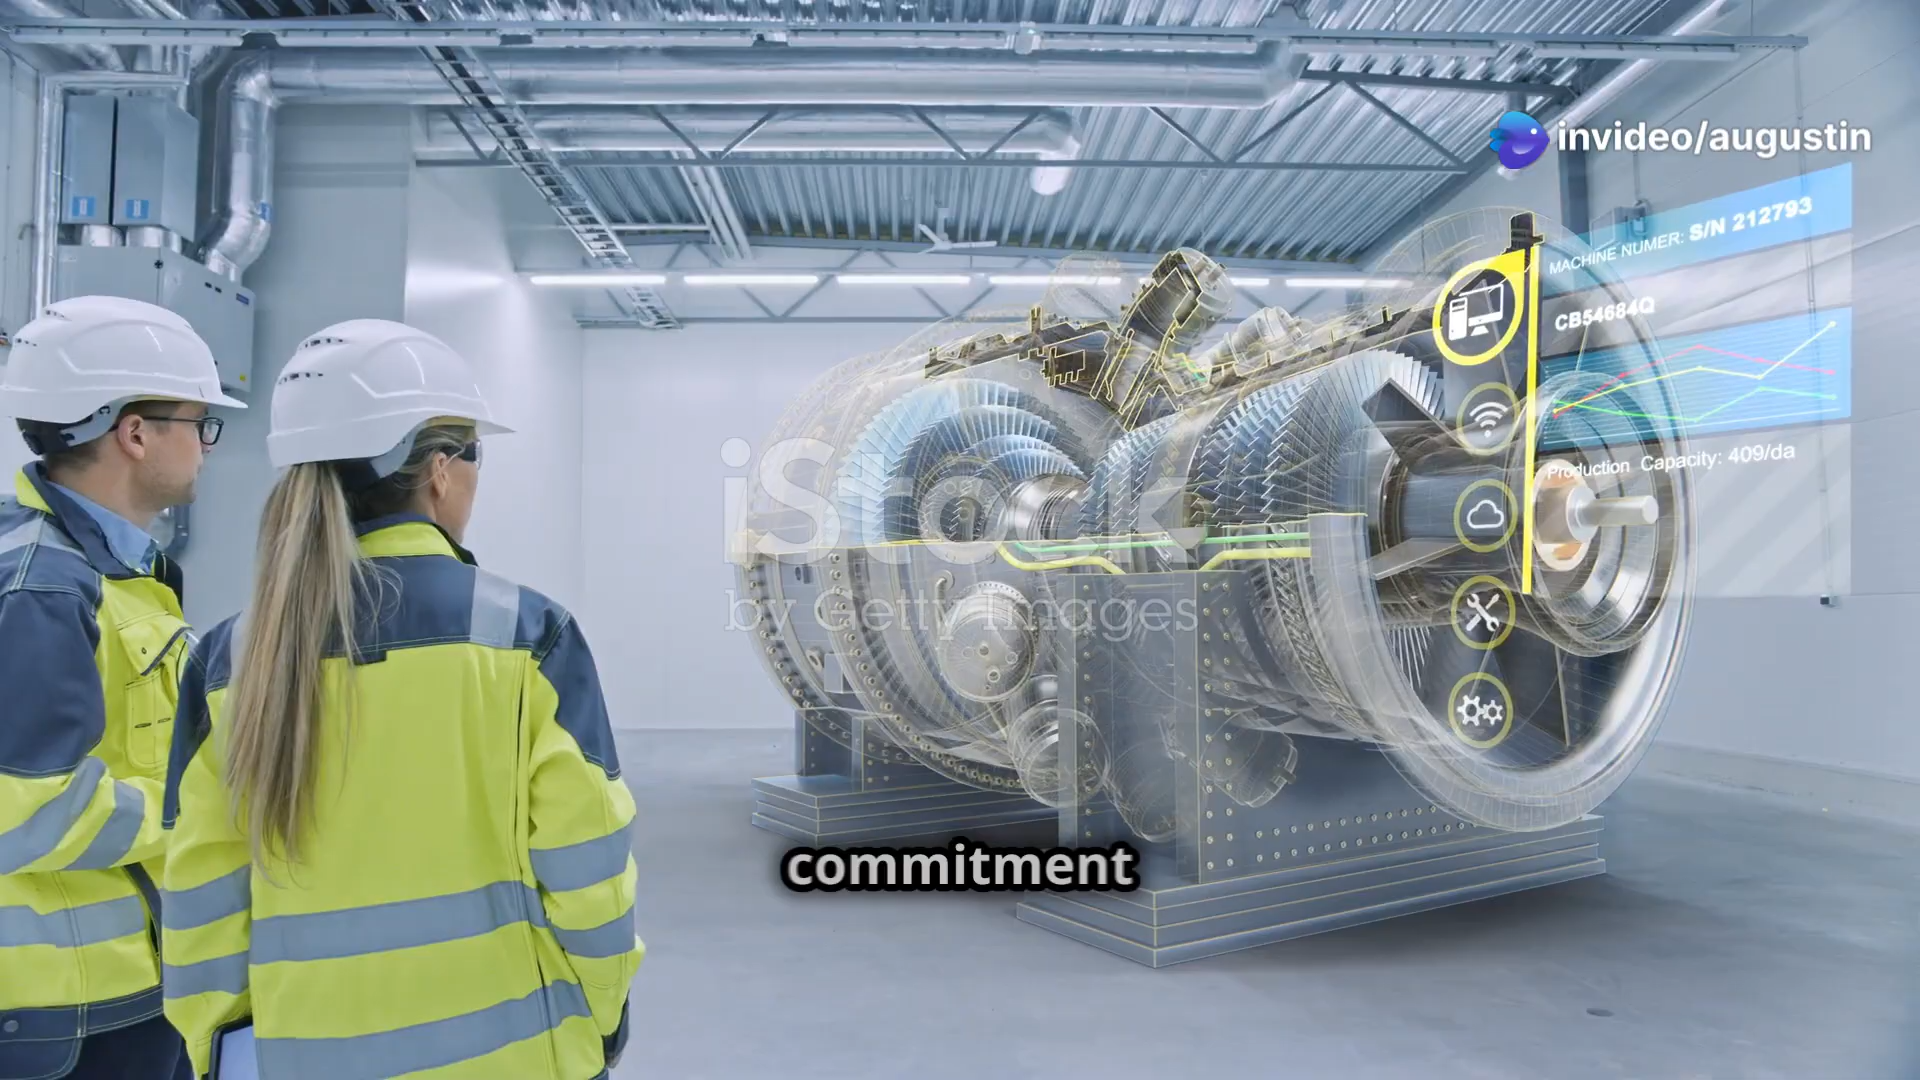 invideo/augustin
MACHINE NUMER: S/N 212793
CB54684Q
Production Capacity: 409/da
iStock
by Getty Images
commitment